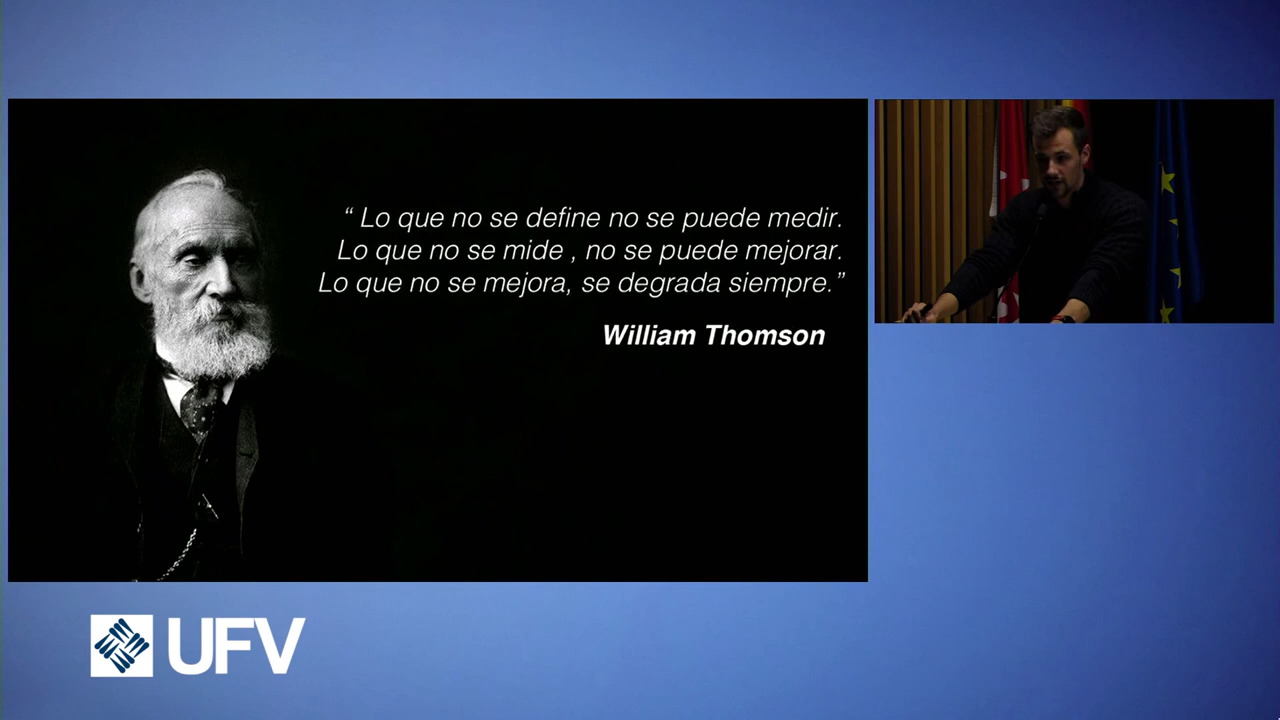 “ Lo que no se define no se puede medir.
Lo que no se mide , no se puede mejorar.
Lo que no se mejora, se degrada siempre.”
William Thomson
UFV